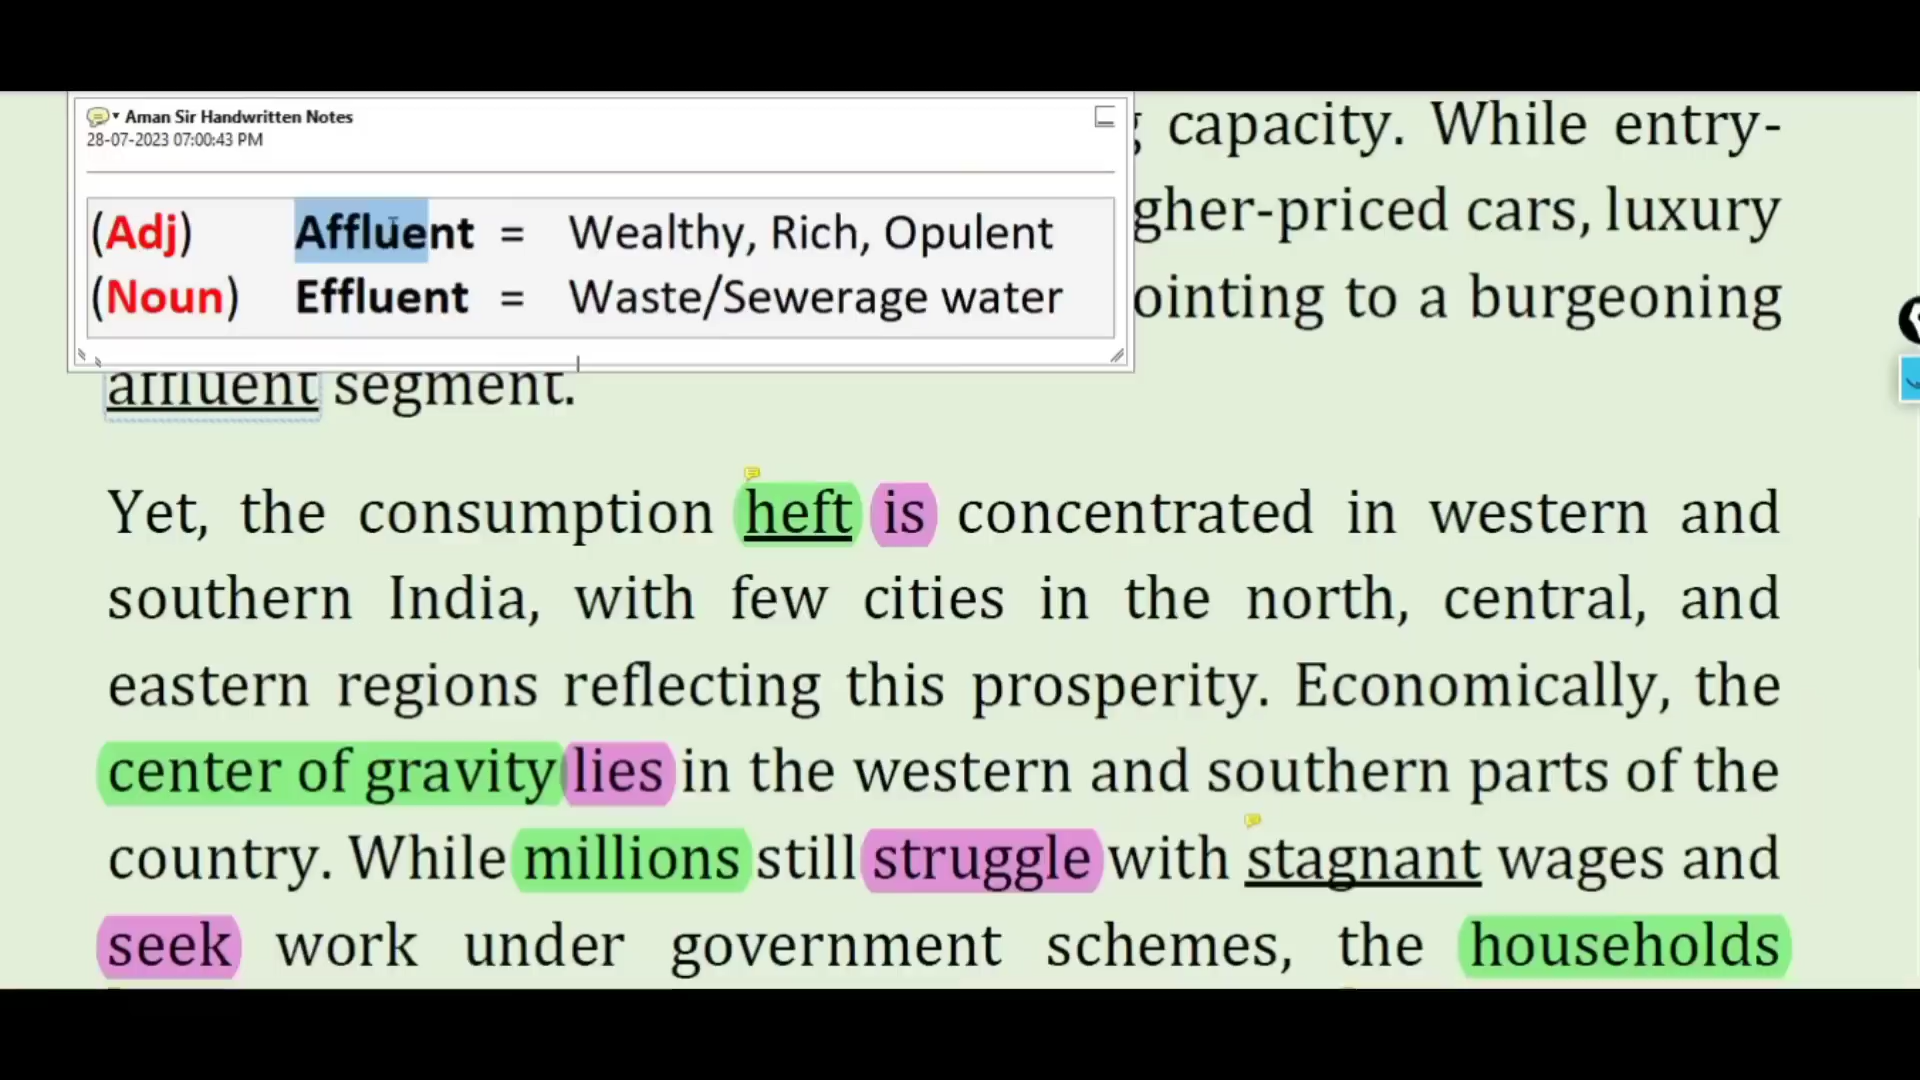 Aman Sir Handwritten Notes
28-07-2023 07:00:43 PM
(Adj) Affluent = Wealthy, Rich, Opulent
(Noun) Effluent = Waste/Sewerage water
capacity. While entry-
gher-priced cars, luxury
ointing to a burgeoning
affluent segment.
Yet, the consumption heft is concentrated in western and
southern India, with few cities in the north, central, and
eastern regions reflecting this prosperity. Economically, the
center of gravity lies in the western and southern parts of the
country. While millions still struggle with stagnant wages and
seek work under government schemes, the households